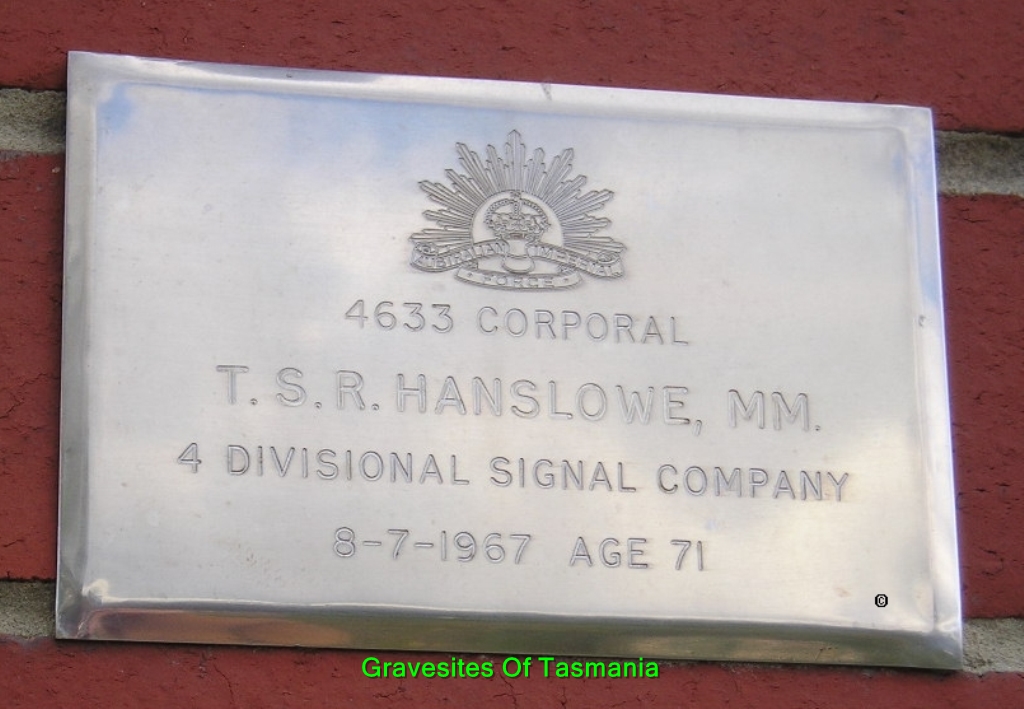 AUSTRALIAN IMPERIAL
FORCE
4633 CORPORAL
T. S. R. HANSLOWE, MM.
4 DIVISIONAL SIGNAL COMPANY
8-7-1967 AGE 71
©
Gravesites Of Tasmania